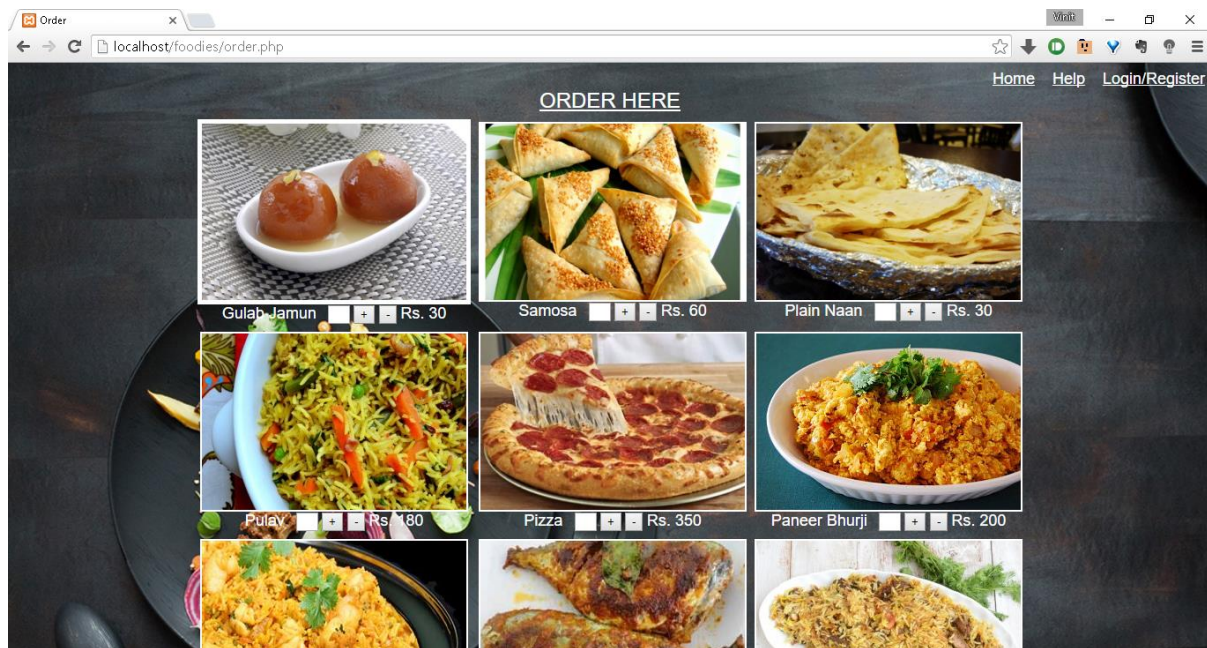 Order
Vinit
localhost/foodies/order.php
Home Help Login/Register
ORDER HERE
Gulab Jamun + - Rs. 30
Samosa + - Rs. 60
Plain Naan + - Rs. 30
Pulav + - Rs. 180
Pizza + - Rs. 350
Paneer Bhurji + - Rs. 200